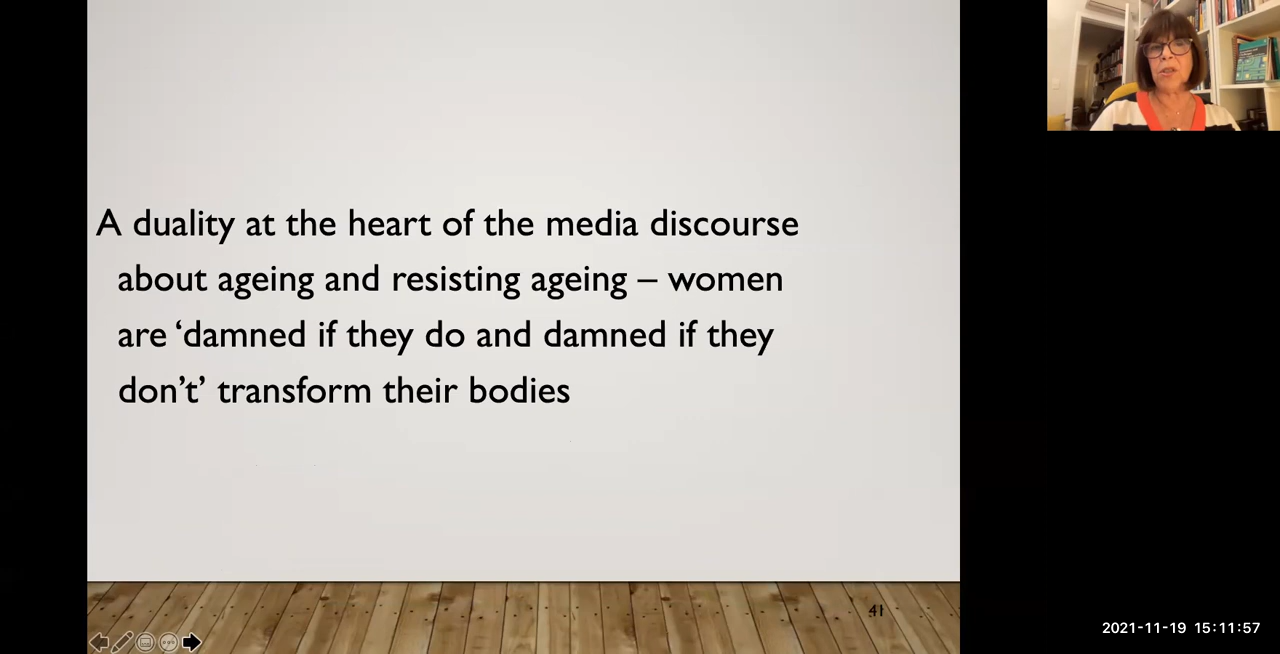 A duality at the heart of the media discourse
about ageing and resisting ageing – women
are ‘damned if they do and damned if they
don’t’ transform their bodies
41
2021-11-19 15:11:57